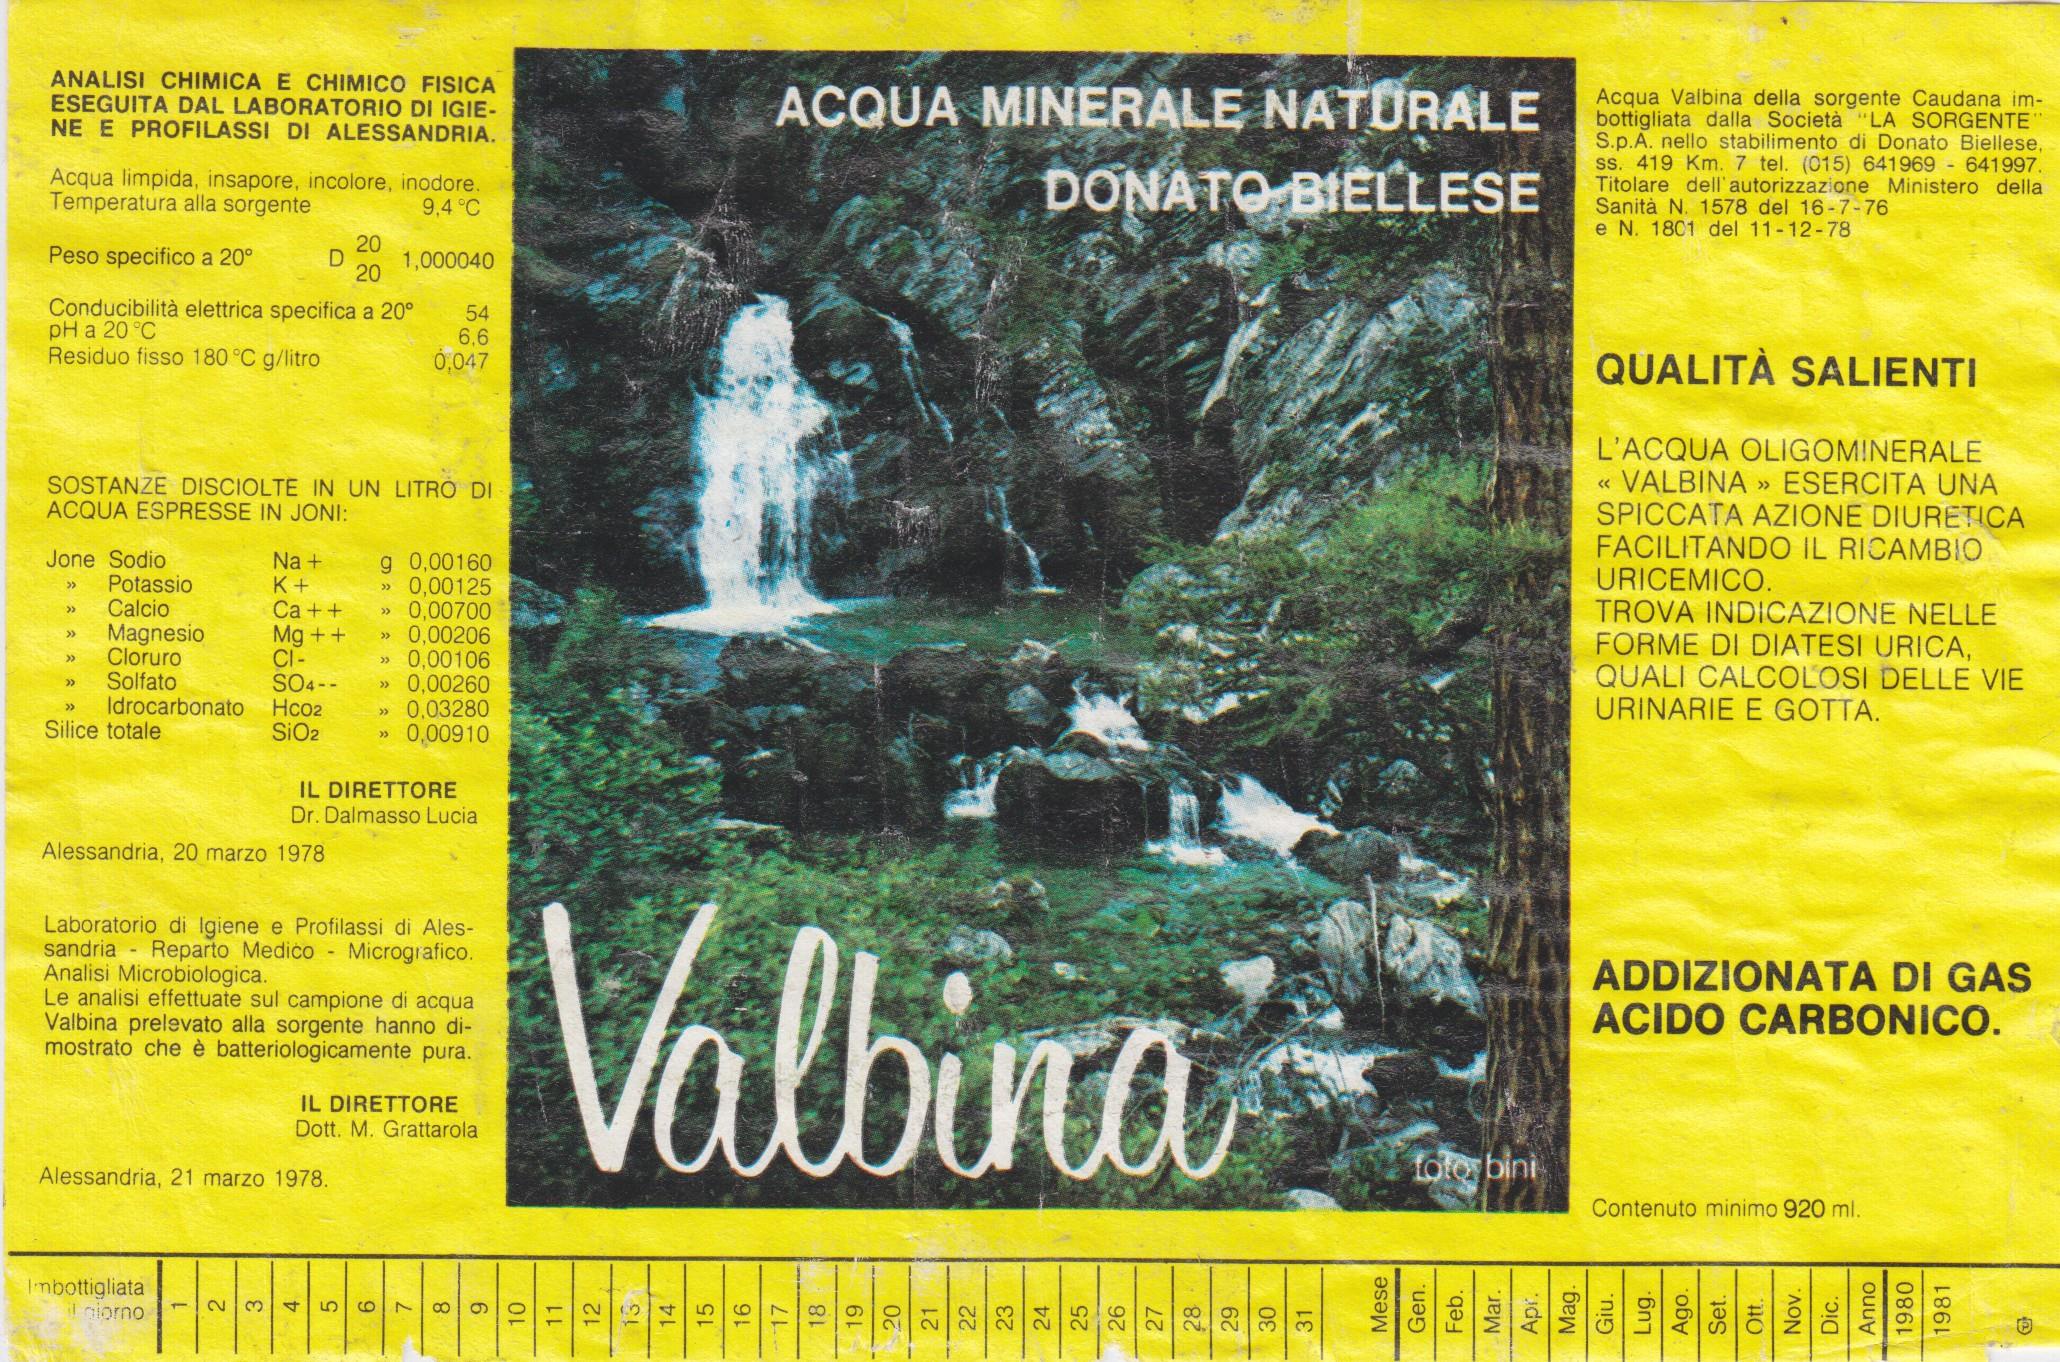 ANALISI CHIMICA E CHIMICO FISICA
ESEGUITA DAL LABORATORIO DI IGIE-
NE E PROFILASSI DI ALESSANDRIA.
Acqua limpida, insapore, incolore, inodore.
Temperatura alla sorgente 9,4 °C
Peso specifico a 20° D 20/20 1,000040
Conducibilità elettrica specifica a 20° 54
pH a 20 °C 6,6
Residuo fisso 180 °C g/litro 0,047
SOSTANZE DISCIOLTE IN UN LITRO DI
ACQUA ESPRESSE IN JONI:
Jone Sodio Na + g 0,00160
» Potassio K + » 0,00125
» Calcio Ca + + » 0,00700
» Magnesio Mg + + » 0,00206
» Cloruro Cl - » 0,00106
» Solfato SO4 - - » 0,00260
» Idrocarbonato Hco2 » 0,03280
Silice totale SiO2 » 0,00910
IL DIRETTORE
Dr. Dalmasso Lucia
Alessandria, 20 marzo 1978
Laboratorio di Igiene e Profilassi di Ales-
sandria - Reparto Medico - Micrografico.
Analisi Microbiologica.
Le analisi effettuate sul campione di acqua
Valbina prelevato alla sorgente hanno di-
mostrato che è batteriologicamente pura.
IL DIRETTORE
Dott. M. Grattarola
Alessandria, 21 marzo 1978.
ACQUA MINERALE NATURALE
DONATO BIELLESE
Valbina
foto bini
Acqua Valbina della sorgente Caudana im-
bottigliata dalla Società "LA SORGENTE"
S.p.A. nello stabilimento di Donato Biellese,
ss. 419 Km. 7 tel. (015) 641969 - 641997.
Titolare dell'autorizzazione Ministero della
Sanità N. 1578 del 16-7-76
e N. 1801 del 11-12-78
QUALITÀ SALIENTI
L'ACQUA OLIGOMINERALE
« VALBINA » ESERCITA UNA
SPICCATA AZIONE DIURETICA
FACILITANDO IL RICAMBIO
URICEMICO.
TROVA INDICAZIONE NELLE
FORME DI DIATESI URICA,
QUALI CALCOLOSI DELLE VIE
URINARIE E GOTTA.
ADDIZIONATA DI GAS
ACIDO CARBONICO.
Contenuto minimo 920 ml.
Imbottigliata
il giorno
1 2 3 4 5 6 7 8 9 10 11 12 13 14 15 16 17 18 19 20 21 22 23 24 25 26 27 28 29 30 31 Mese Gen. Feb. Mar. Apr. Mag. Giu. Lug. Ago. Set. Ott. Nov. Dic. Anno 1980 1981